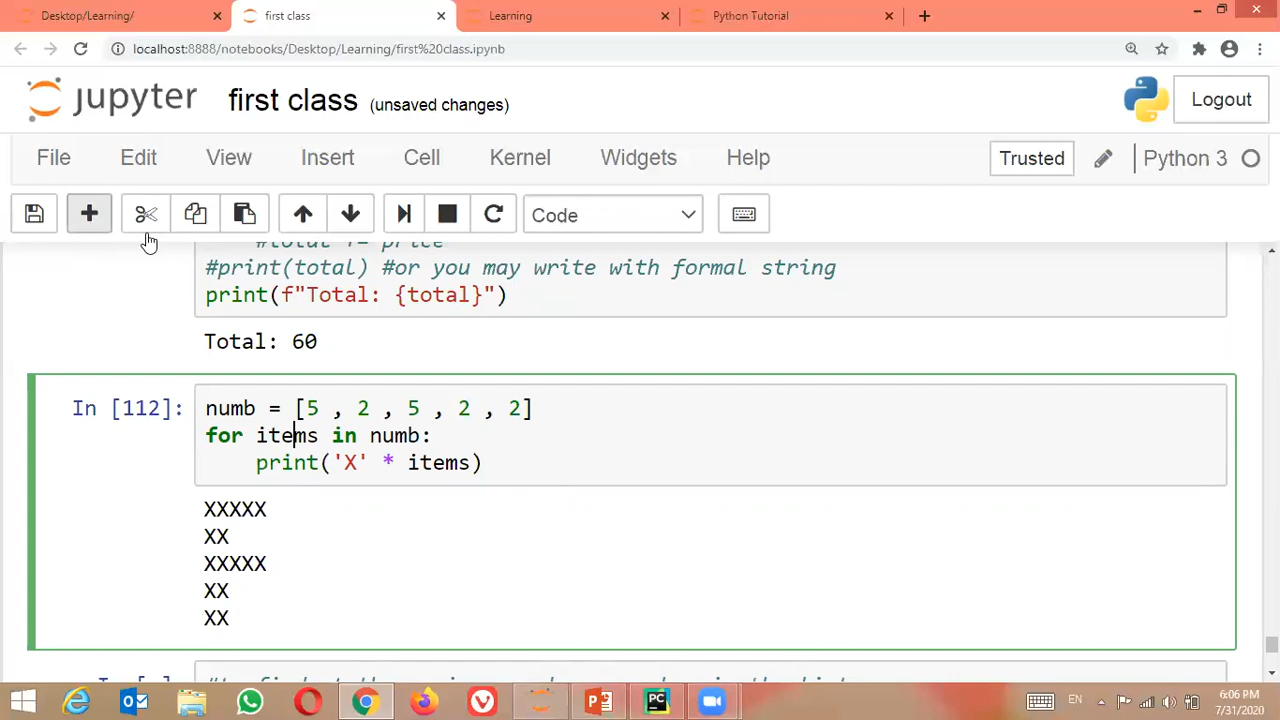 Desktop/Learning/ first class Learning Python Tutorial
localhost:8888/notebooks/Desktop/Learning/first%20class.ipynb
jupyter first class (unsaved changes) Logout
File Edit View Insert Cell Kernel Widgets Help Trusted Python 3
Code
#total += price
#print(total) #or you may write with formal string
print(f"Total: {total}")
Total: 60
In [112]: numb = [5 , 2 , 5 , 2 , 2]
for items in numb:
print('X' * items)
XXXXX
XX
XXXXX
XX
XX
EN 6:06 PM
7/31/2020